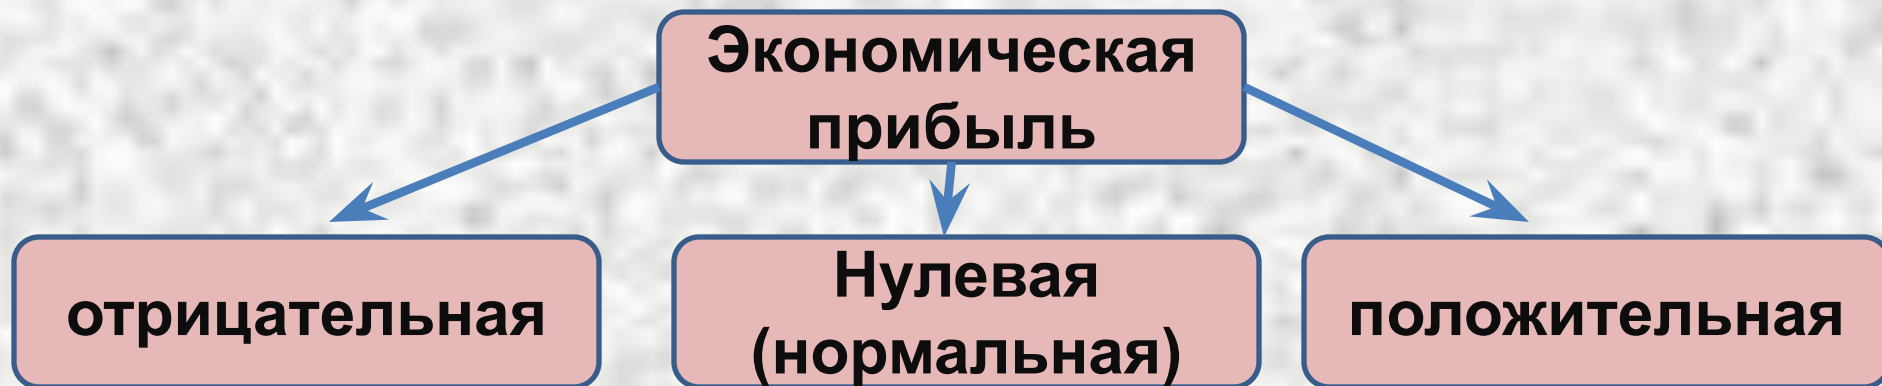 Экономическая
прибыль
отрицательная
Нулевая
(нормальная)
положительная